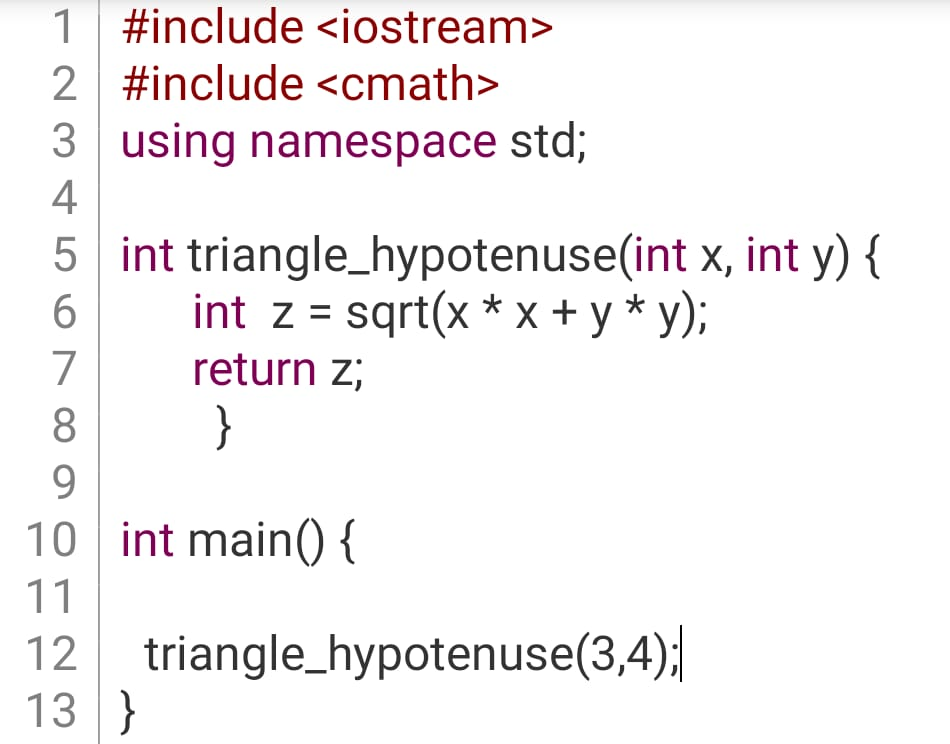 1 #include <iostream>
2 #include <cmath>
3 using namespace std;
4
5 int triangle_hypotenuse(int x, int y) {
6 int  z = sqrt(x * x + y * y);
7 return z;
8 }
9
10 int main() {
11
12 triangle_hypotenuse(3,4);
13 }